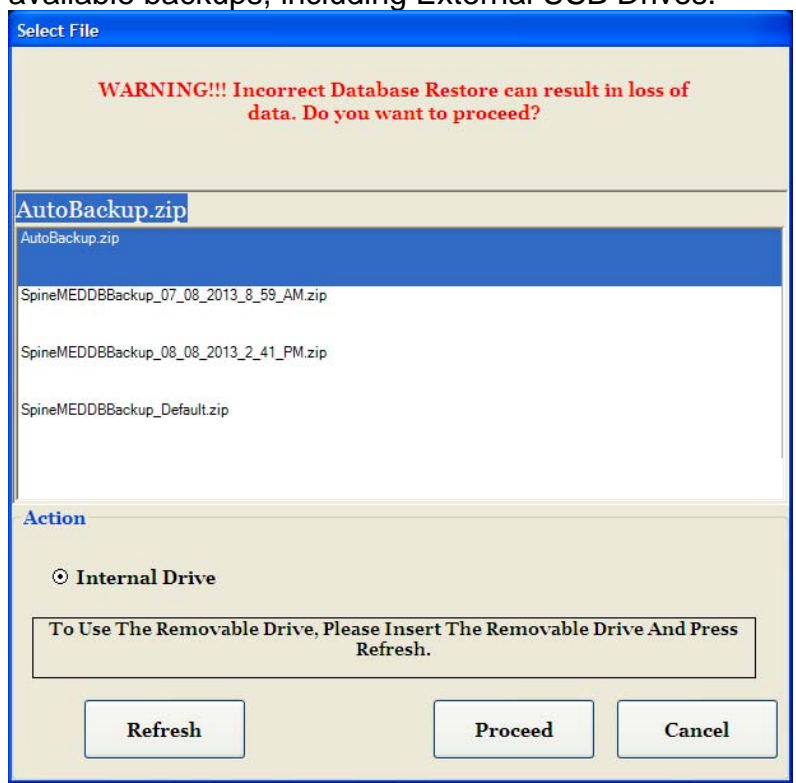 available backups, including External USB Drives.
Select File
WARNING!!! Incorrect Database Restore can result in loss of
data. Do you want to proceed?
AutoBackup.zip
AutoBackup.zip
SpineMEDDBBackup_07_08_2013_8_59_AM.zip
SpineMEDDBBackup_08_08_2013_2_41_PM.zip
SpineMEDDBBackup_Default.zip
Action
Internal Drive
To Use The Removable Drive, Please Insert The Removable Drive And Press
Refresh.
Refresh
Proceed
Cancel